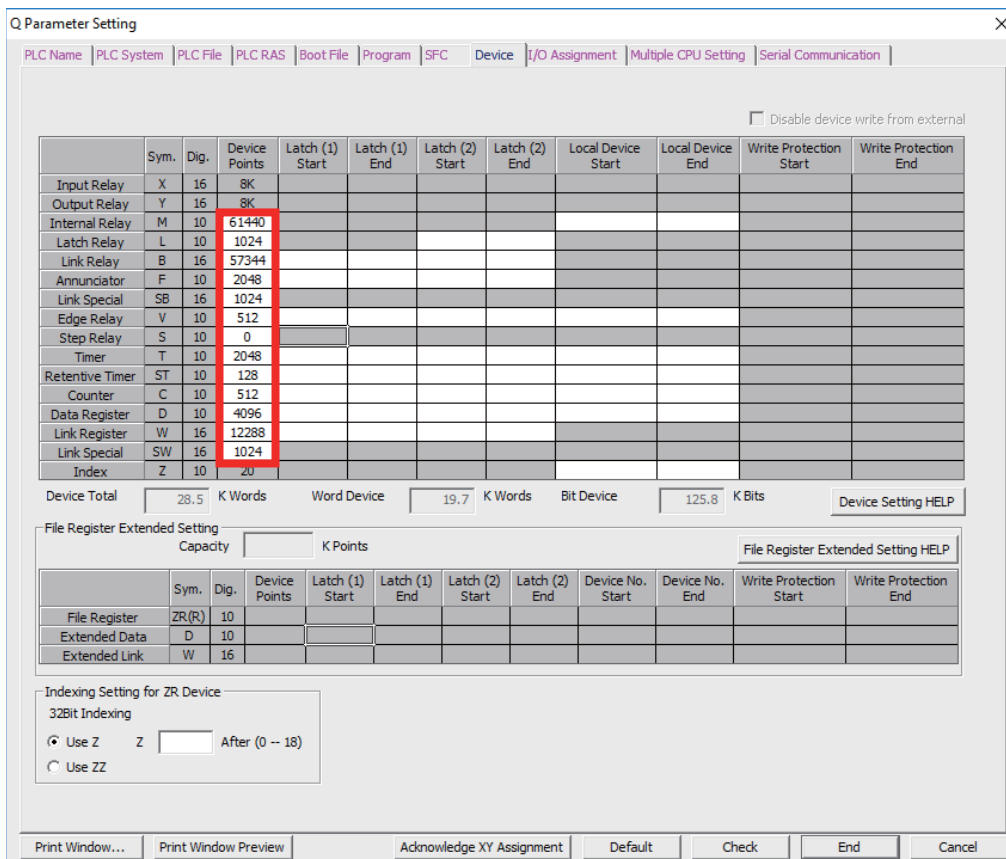 Q Parameter Setting
PLC Name PLC System PLC File PLC RAS Boot File Program SFC Device I/O Assignment Multiple CPU Setting Serial Communication
Disable device write from external
Sym. Dig. Device Points Latch (1) Start Latch (1) End Latch (2) Start Latch (2) End Local Device Start Local Device End Write Protection Start Write Protection End
Input Relay X 16 8K
Output Relay Y 16 8K
Internal Relay M 10 61440
Latch Relay L 10 1024
Link Relay B 16 57344
Annunciator F 10 2048
Link Special SB 16 1024
Edge Relay V 10 512
Step Relay S 10 0
Timer T 10 2048
Retentive Timer ST 10 128
Counter C 10 512
Data Register D 10 4096
Link Register W 16 12288
Link Special SW 16 1024
Index Z 10 20
Device Total 28.5 K Words Word Device 19.7 K Words Bit Device 125.8 K Bits Device Setting HELP
File Register Extended Setting
Capacity K Points File Register Extended Setting HELP
Sym. Dig. Device Points Latch (1) Start Latch (1) End Latch (2) Start Latch (2) End Device No. Start Device No. End Write Protection Start Write Protection End
File Register ZR(R) 10
Extended Data D 10
Extended Link W 16
Indexing Setting for ZR Device
32Bit Indexing
Use Z Z After (0 -- 18)
Use ZZ
Print Window... Print Window Preview Acknowledge XY Assignment Default Check End Cancel